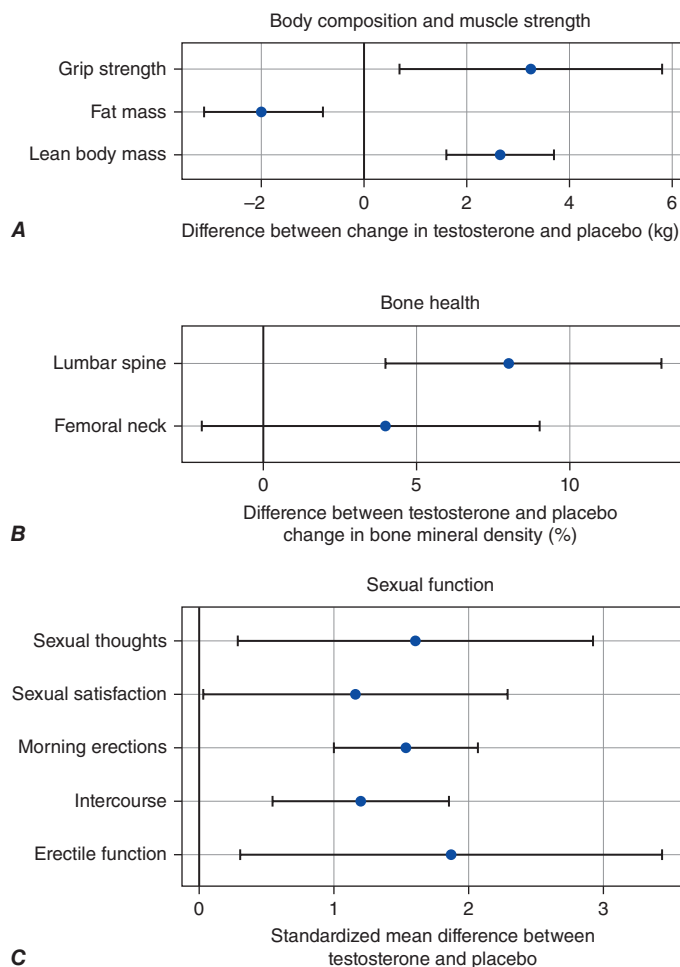 Body composition and muscle strength
Grip strength
Fat mass
Lean body mass
–2 0 2 4 6
A Difference between change in testosterone and placebo (kg)
Bone health
Lumbar spine
Femoral neck
0 5 10
Difference between testosterone and placebo
B change in bone mineral density (%)
Sexual function
Sexual thoughts
Sexual satisfaction
Morning erections
Intercourse
Erectile function
0 1 2 3
Standardized mean difference between
C testosterone and placebo